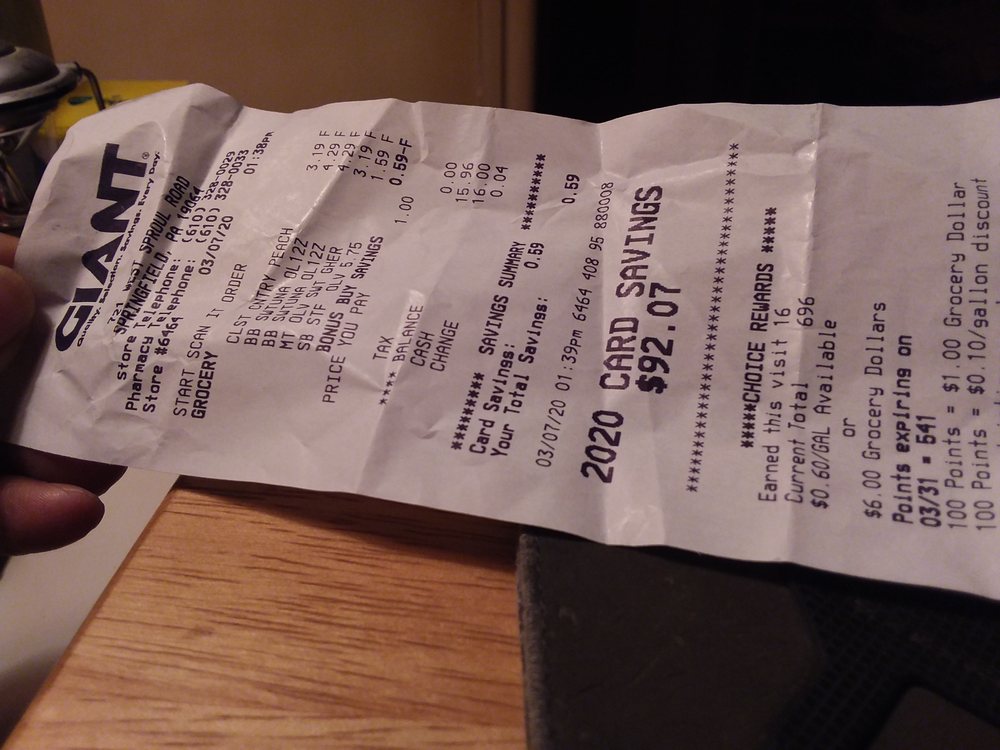 GIANT
Quality. Selection. Savings. Every Day.
SPROUL ROAD
SPRINGFIELD, PA 19064
Store Telephone: (610) 328-0029
Pharmacy Telephone: (610) 328-0033
Store #6464 03/07/20 01:38pm
START SCAN IT ORDER
GROCERY
CLST CNTRY PEACH 3.19 F
BB SWTUNA OL12Z 4.29 F
BB SWTUNA OL12Z 4.29 F
MT OLV SWT GHER 3.19 F
SB STF OLV 5.75 1.59 F
BONUS BUY SAVINGS 0.59-F
PRICE YOU PAY 1.00
TAX 0.00
**** BALANCE 15.96
CASH 16.00
CHANGE 0.04
********* SAVINGS SUMMARY *********
Card Savings: 0.59
Your Total Savings: 0.59
03/07/20 01:39pm 6464 408 95 880008
2020 CARD SAVINGS
$92.07
*****CHOICE REWARDS *****
Earned this visit 16
Current Total 696
$0.60/GAL Available
or
$6.00 Grocery Dollars
Points expiring on
03/31 = 541
100 Points = $1.00 Grocery Dollar
100 Points = $0.10/gallon discount